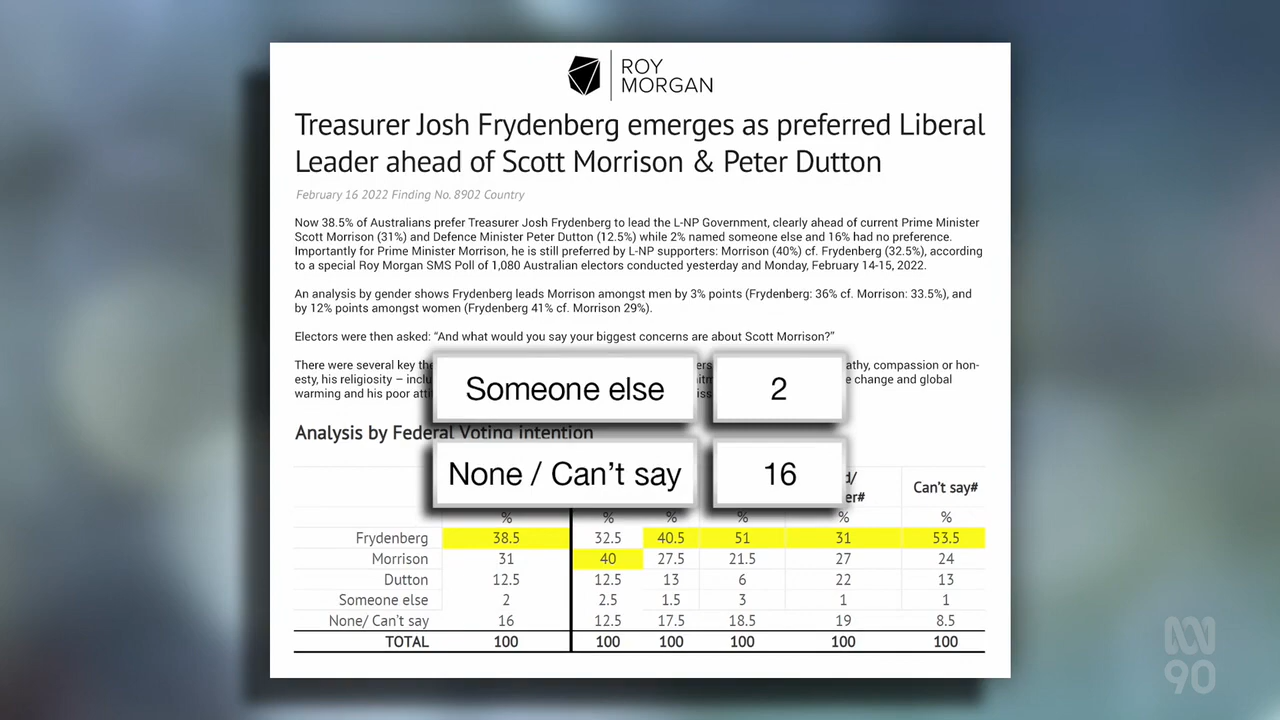 ROY
MORGAN
Treasurer Josh Frydenberg emerges as preferred Liberal
Leader ahead of Scott Morrison & Peter Dutton
February 16 2022 Finding No. 8902 Country
Now 38.5% of Australians prefer Treasurer Josh Frydenberg to lead the L-NP Government, clearly ahead of current Prime Minister
Scott Morrison (31%) and Defence Minister Peter Dutton (12.5%) while 2% named someone else and 16% had no preference.
Importantly for Prime Minister Morrison, he is still preferred by L-NP supporters: Morrison (40%) cf. Frydenberg (32.5%), according
to a special Roy Morgan SMS Poll of 1,080 Australian electors conducted yesterday and Monday, February 14-15, 2022.
An analysis by gender shows Frydenberg leads Morrison amongst men by 3% points (Frydenberg: 36% cf. Morrison: 33.5%), and
by 12% points amongst women (Frydenberg 41% cf. Morrison 29%).
Electors were then asked: “And what would you say your biggest concerns are about Scott Morrison?”
There were several key compassion or hon-
esty, his religiosity – change and global
warming and his poor
Someone else 2
Analysis by Federal Voting intention
None / Can’t say 16
Can’t say#
% % % % % %
Frydenberg 38.5 32.5 40.5 51 31 53.5
Morrison 31 40 27.5 21.5 27 24
Dutton 12.5 12.5 13 6 22 13
Someone else 2 2.5 1.5 3 1 1
None/ Can’t say 16 12.5 17.5 18.5 19 8.5
TOTAL 100 100 100 100 100 100
90